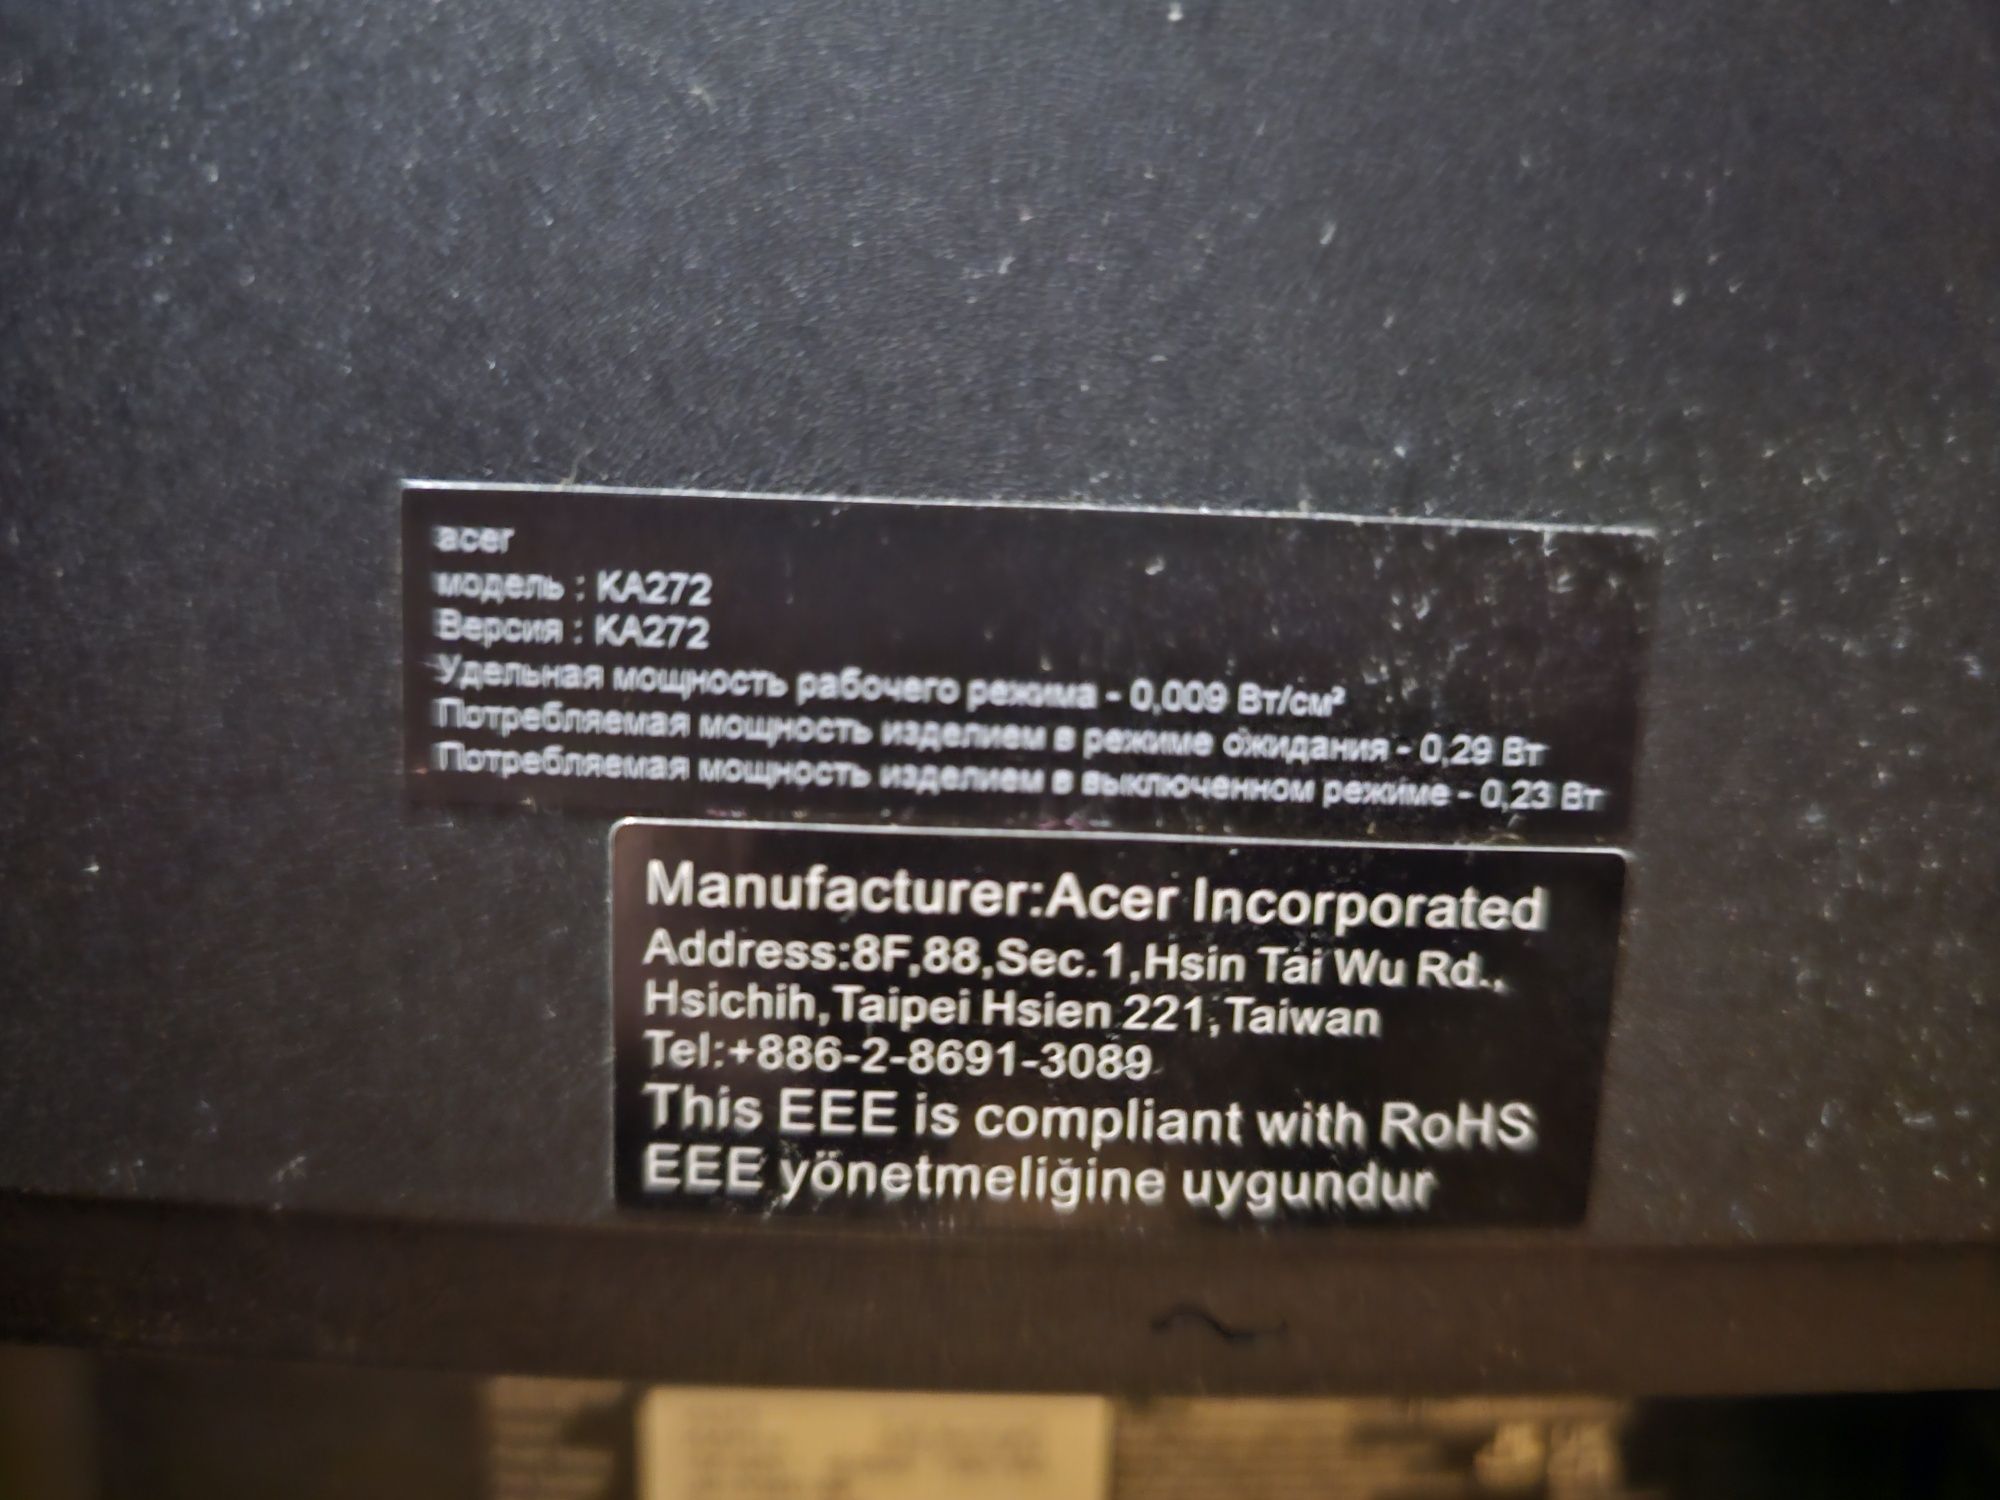 acer
модель : KA272
Версия : KA272
Удельная мощность рабочего режима - 0,009 Вт/см²
Потребляемая мощность изделием в режиме ожидания - 0,29 Вт
Потребляемая мощность изделием в выключенном режиме - 0,23 Вт
Manufacturer:Acer Incorporated
Address:8F,88,Sec.1,Hsin Tai Wu Rd.,
Hsichih,Taipei Hsien 221,Taiwan
Tel:+886-2-8691-3089
This EEE is compliant with RoHS
EEE yönetmeliğine uygundur